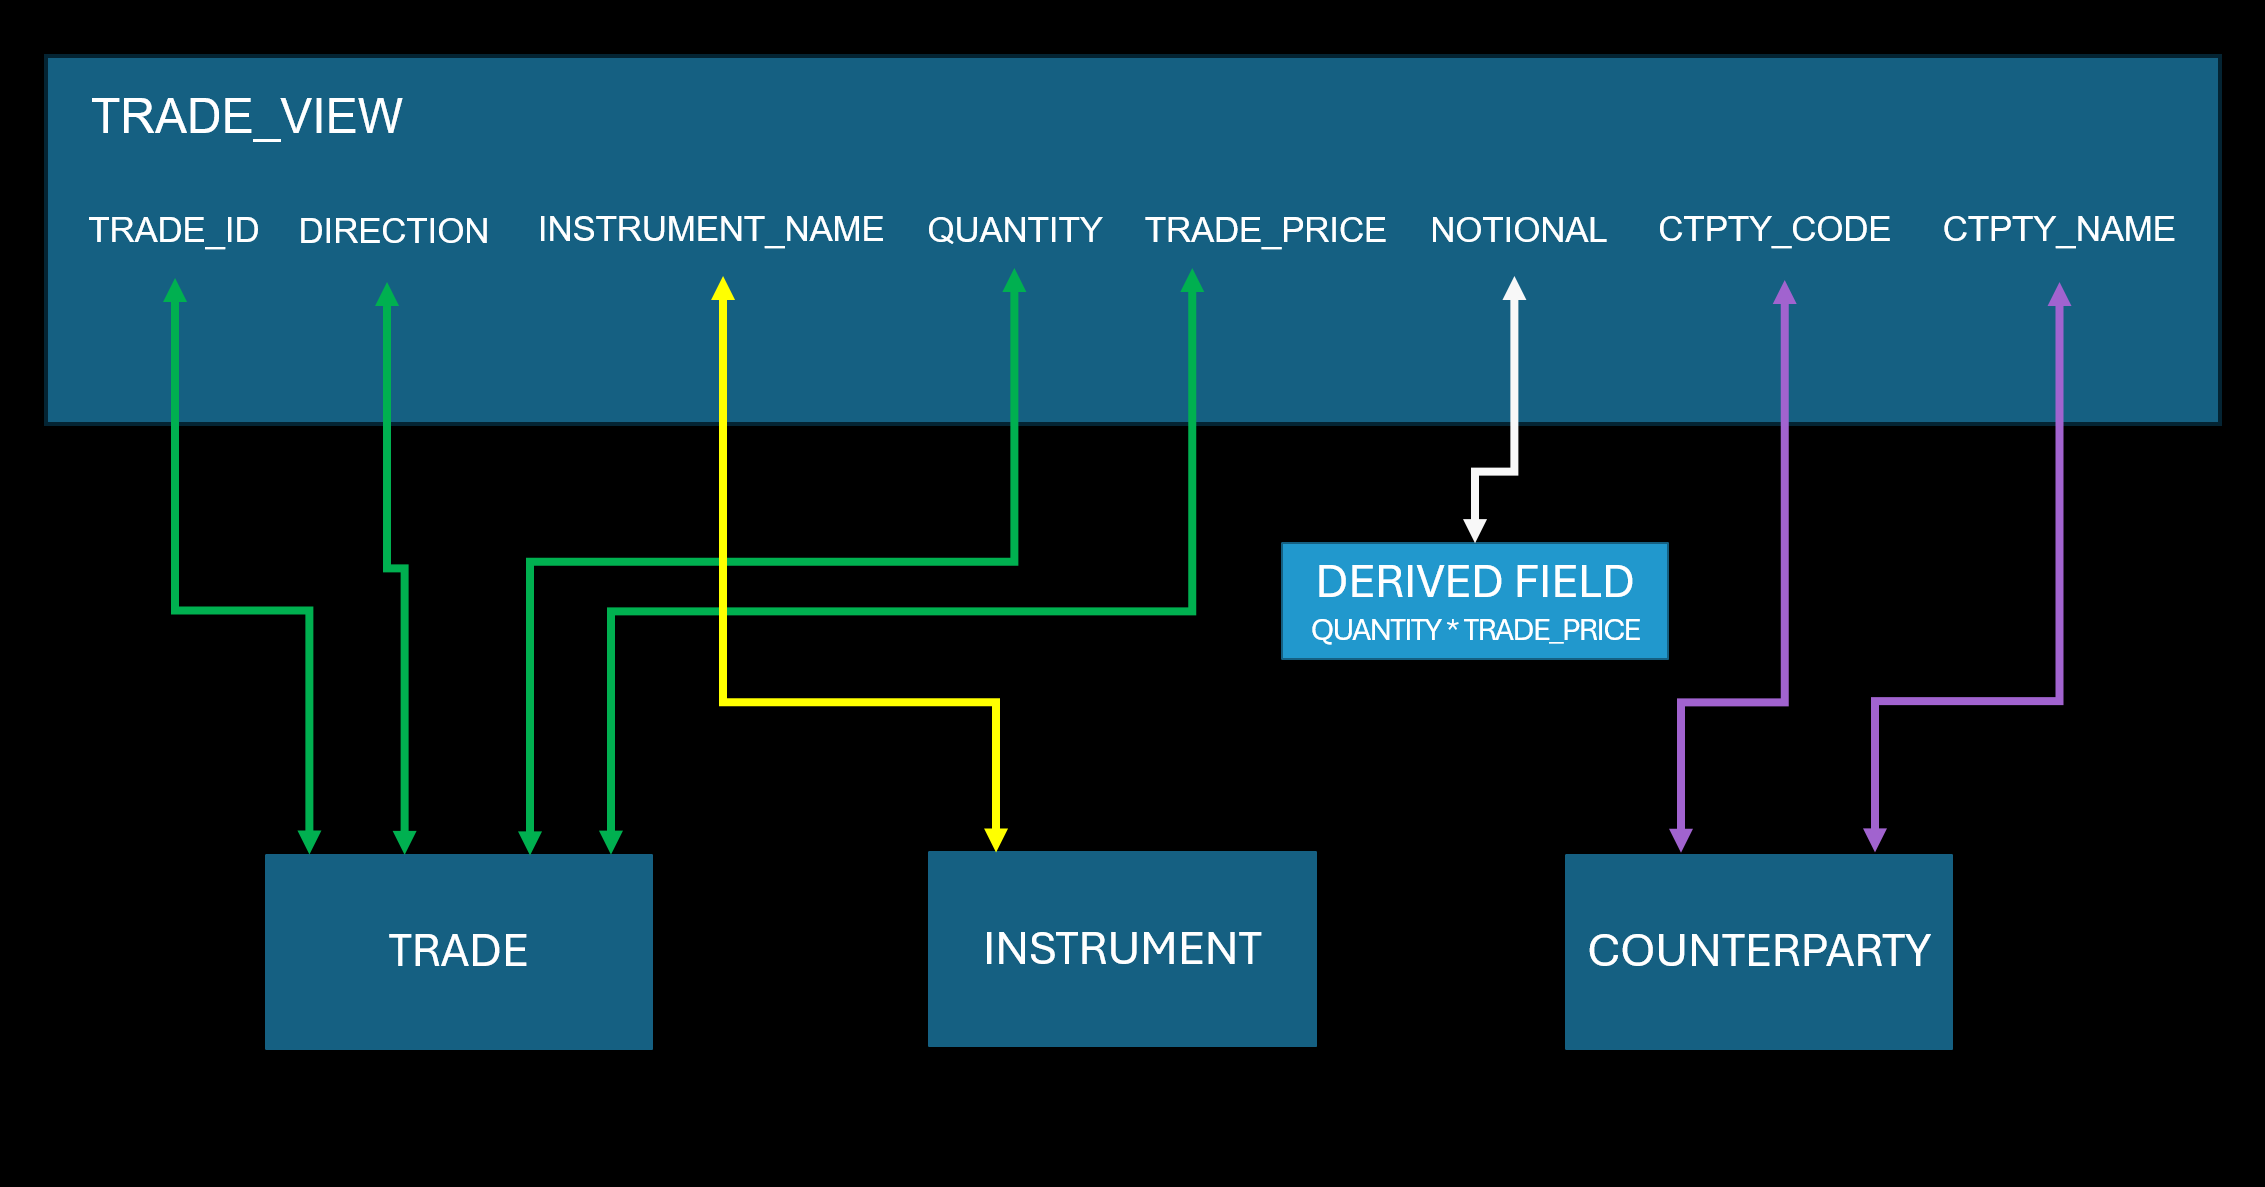 TRADE_VIEW
TRADE_ID DIRECTION INSTRUMENT_NAME QUANTITY TRADE_PRICE NOTIONAL CTPTY_CODE CTPTY_NAME
DERIVED FIELD
QUANTITY * TRADE_PRICE
TRADE INSTRUMENT COUNTERPARTY